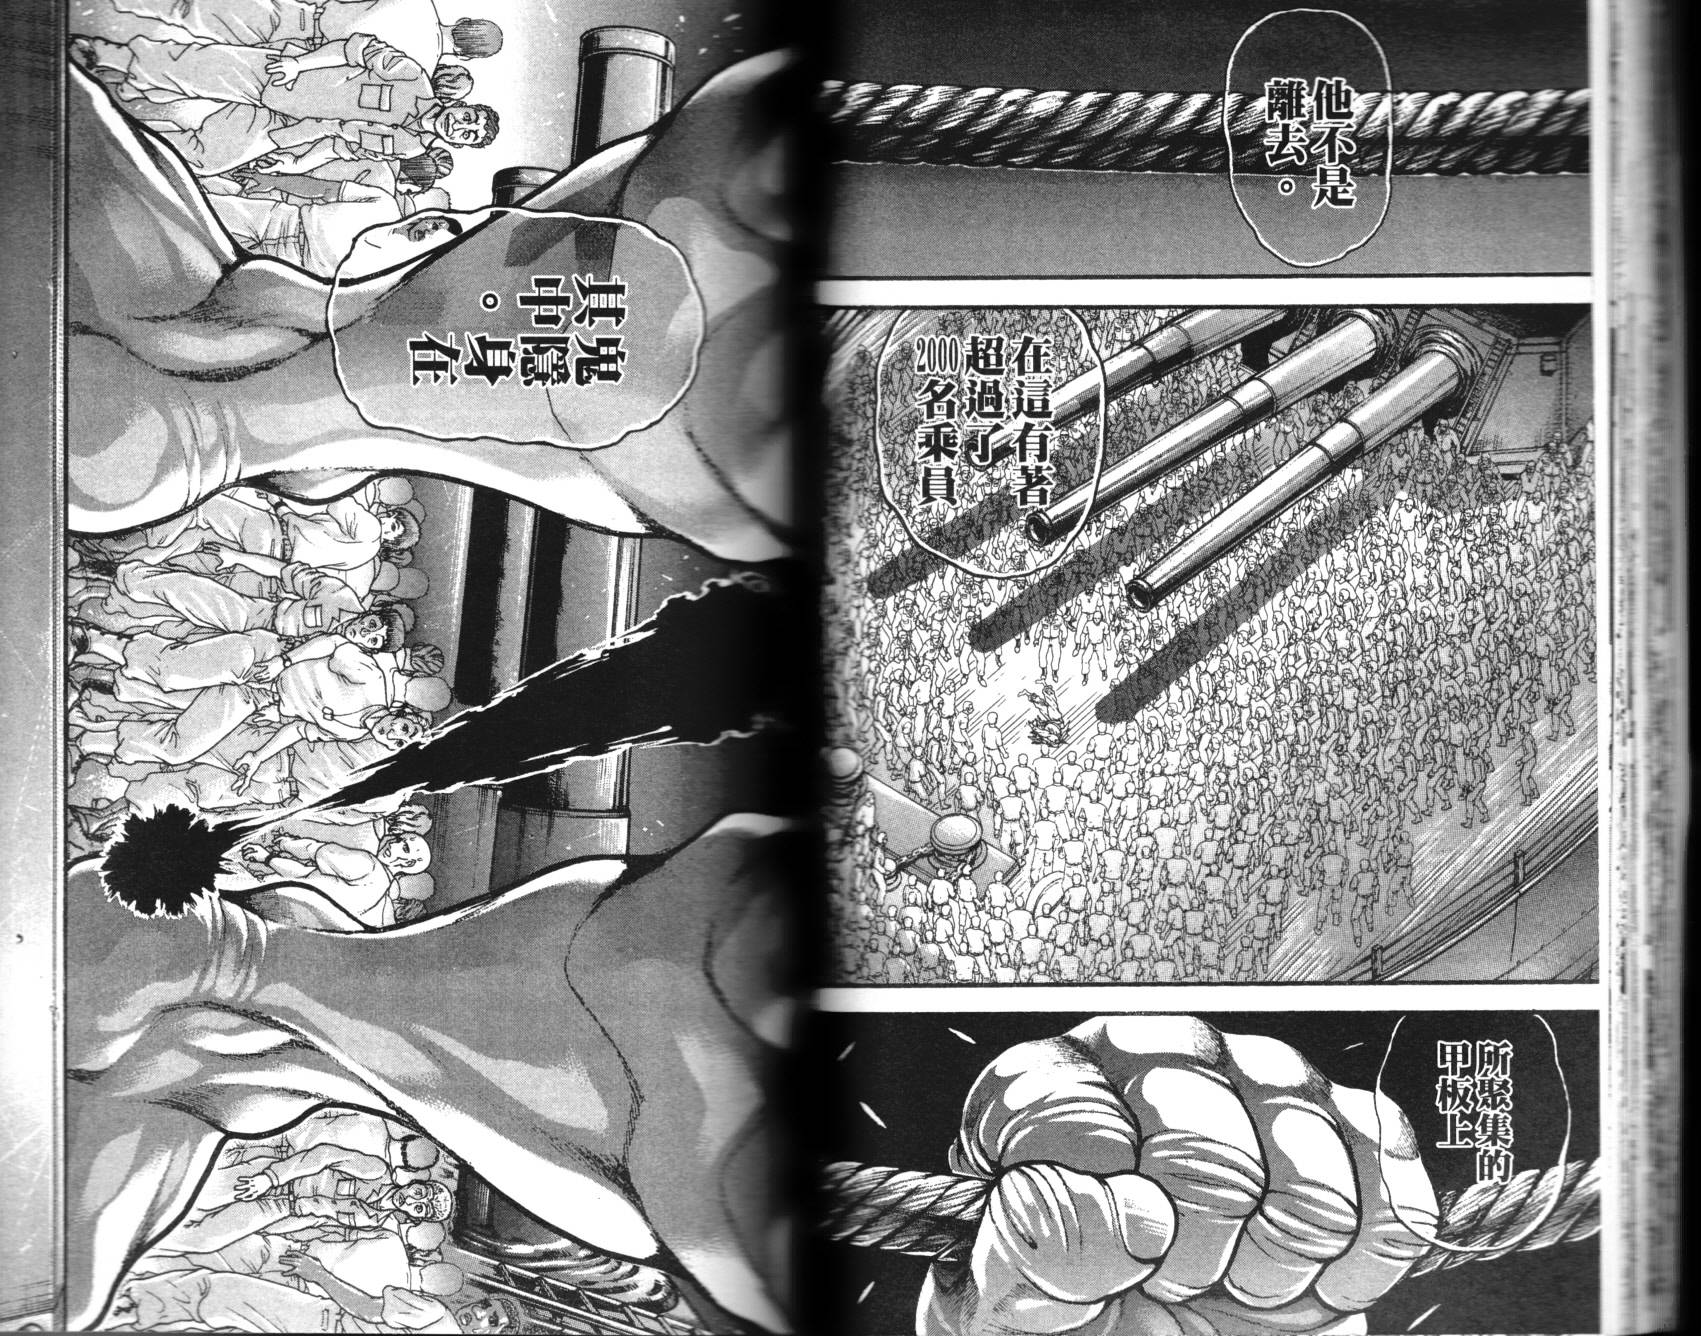 他不是
離去。
在這有著
超過了
2000名乘員
所聚集的
甲板上
鬼隱身在
其中。